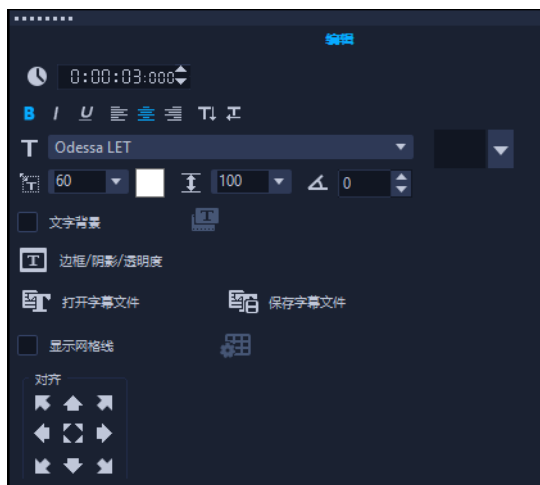 编辑
0:00:03:000
B I U T T
T Odessa LET
T 60 100 0
文字背景 T
T 边框/阴影/透明度
T 打开字幕文件 保存字幕文件
显示网格线
对齐